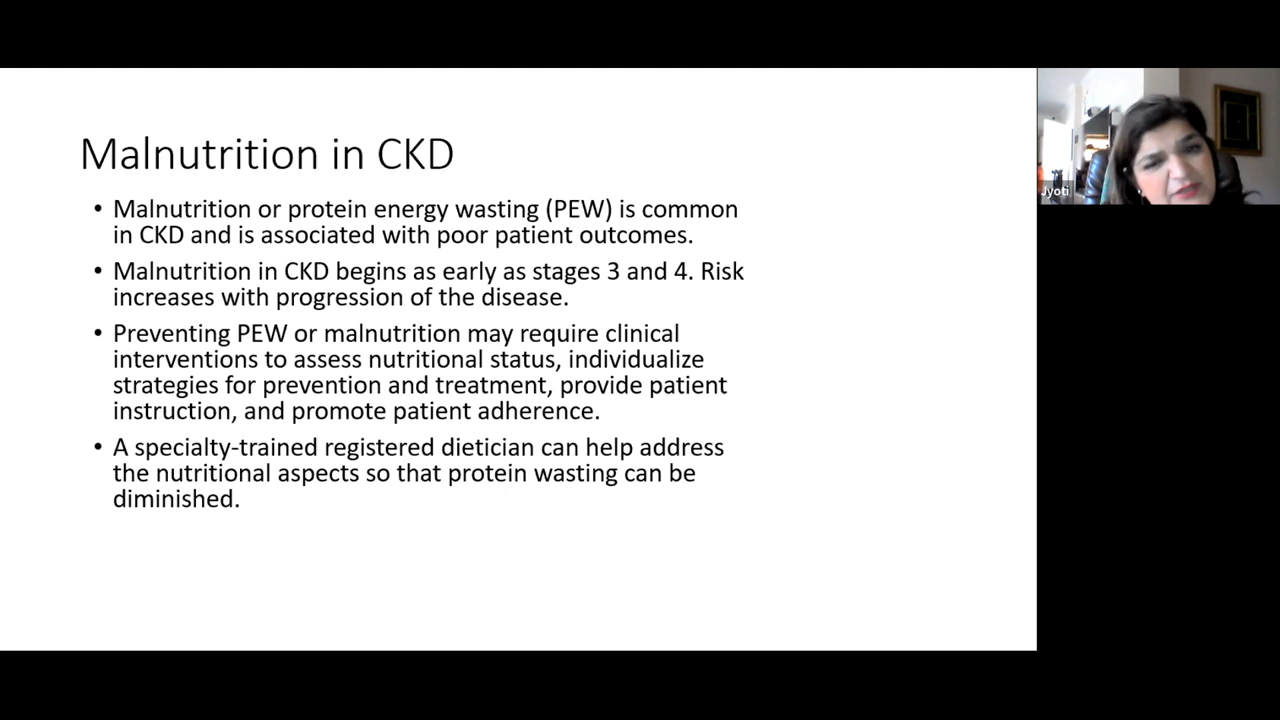 Malnutrition in CKD
• Malnutrition or protein energy wasting (PEW) is common
in CKD and is associated with poor patient outcomes.
• Malnutrition in CKD begins as early as stages 3 and 4. Risk
increases with progression of the disease.
• Preventing PEW or malnutrition may require clinical
interventions to assess nutritional status, individualize
strategies for prevention and treatment, provide patient
instruction, and promote patient adherence.
• A specialty-trained registered dietician can help address
the nutritional aspects so that protein wasting can be
diminished.
Jyoti